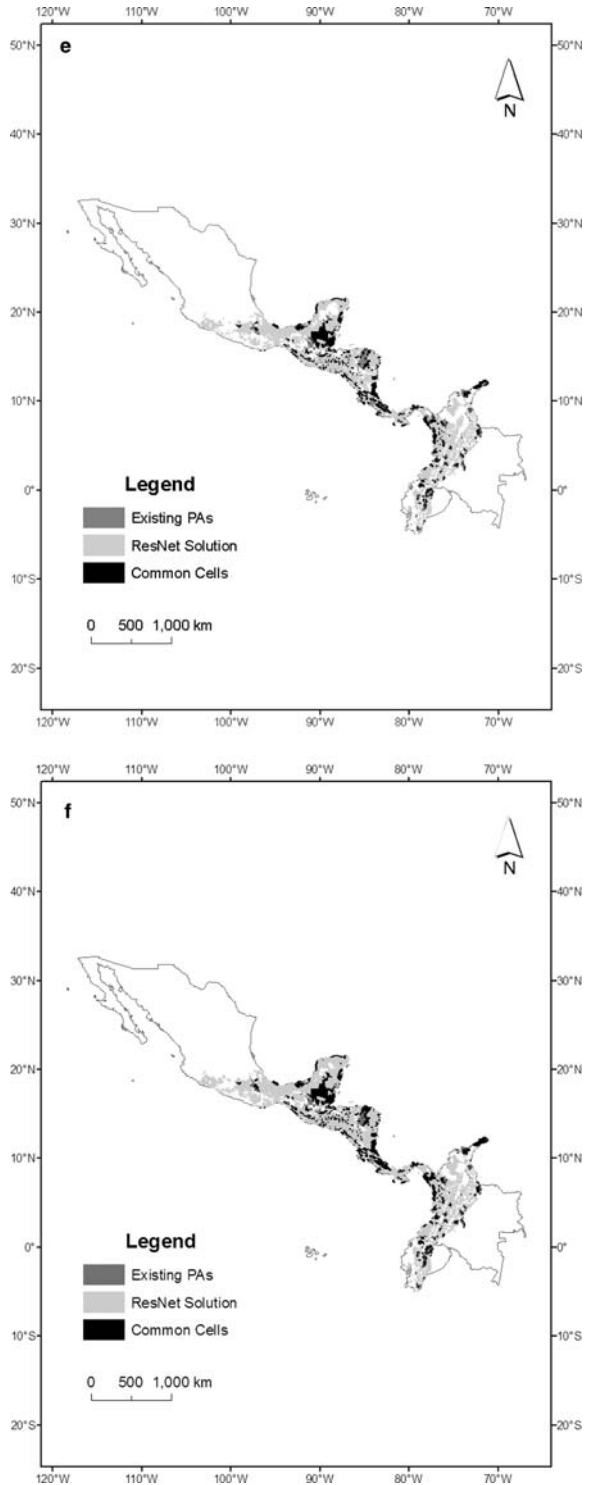 120°W 110°W 100°W 90°W 80°W 70°W
e
N
50°N 50°N
40°N 40°N
30°N 30°N
20°N 20°N
10°N 10°N
0° 0°
10°S 10°S
20°S 20°S
Legend
Existing PAs
ResNet Solution
Common Cells
0 500 1,000 km
120°W 110°W 100°W 90°W 80°W 70°W
120°W 110°W 100°W 90°W 80°W 70°W
f
N
50°N 50°N
40°N 40°N
30°N 30°N
20°N 20°N
10°N 10°N
0° 0°
10°S 10°S
20°S 20°S
Legend
Existing PAs
ResNet Solution
Common Cells
0 500 1,000 km
120°W 110°W 100°W 90°W 80°W 70°W